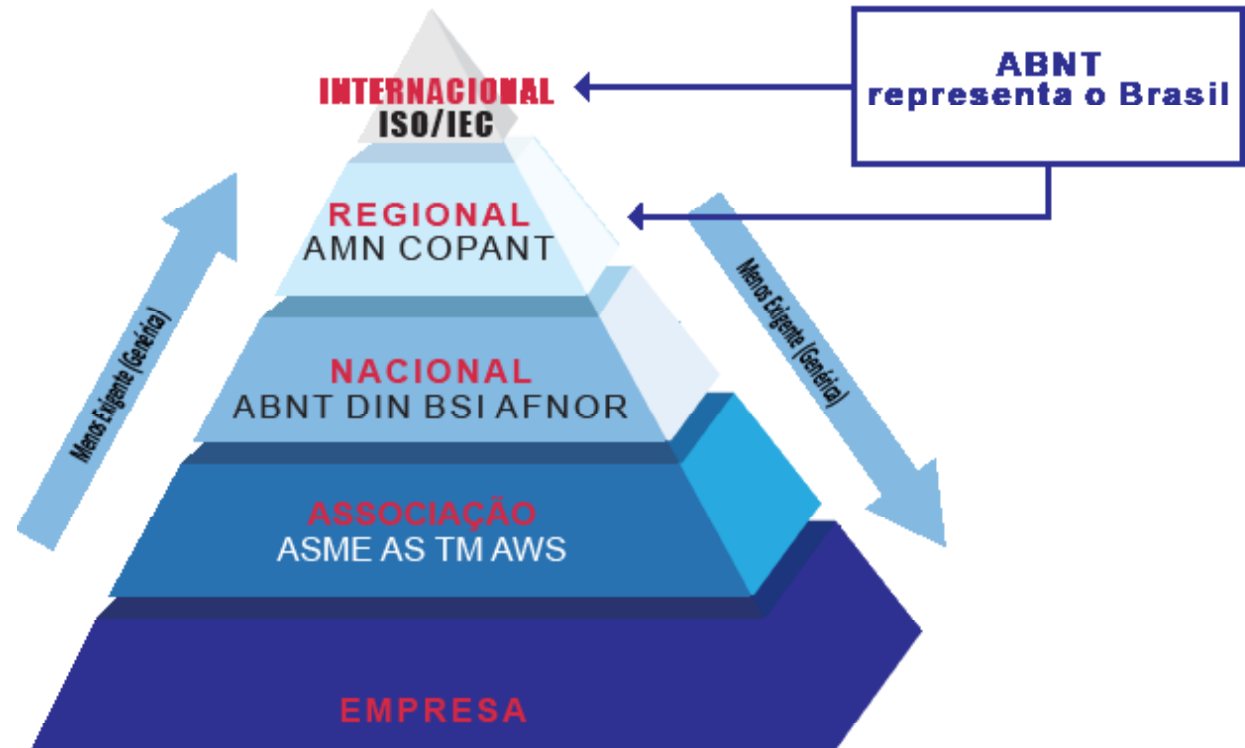 INTERNACIONAL
ISO/IEC
ABNT
representa o Brasil
REGIONAL
AMN COPANT
Menos Exigente (Genérica)
Menos Exigente (Genérica)
NACIONAL
ABNT DIN BSI AFNOR
ASSOCIAÇÃO
ASME AS TM AWS
EMPRESA